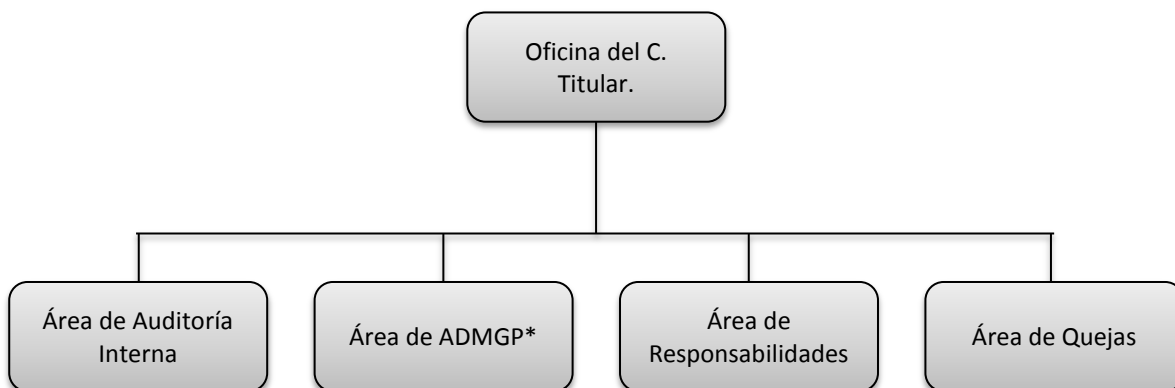 Oficina del C.
Titular.
Área de Auditoría
Interna
Área de ADMGP*
Área de
Responsabilidades
Área de Quejas